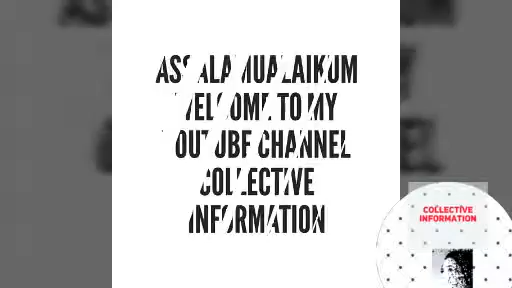 ASSALAMUALAIKUM
WELCOME TO MY
YOUTUBE CHANNEL
COLLECTIVE
INFORMATION
COLLECTIVE
INFORMATION